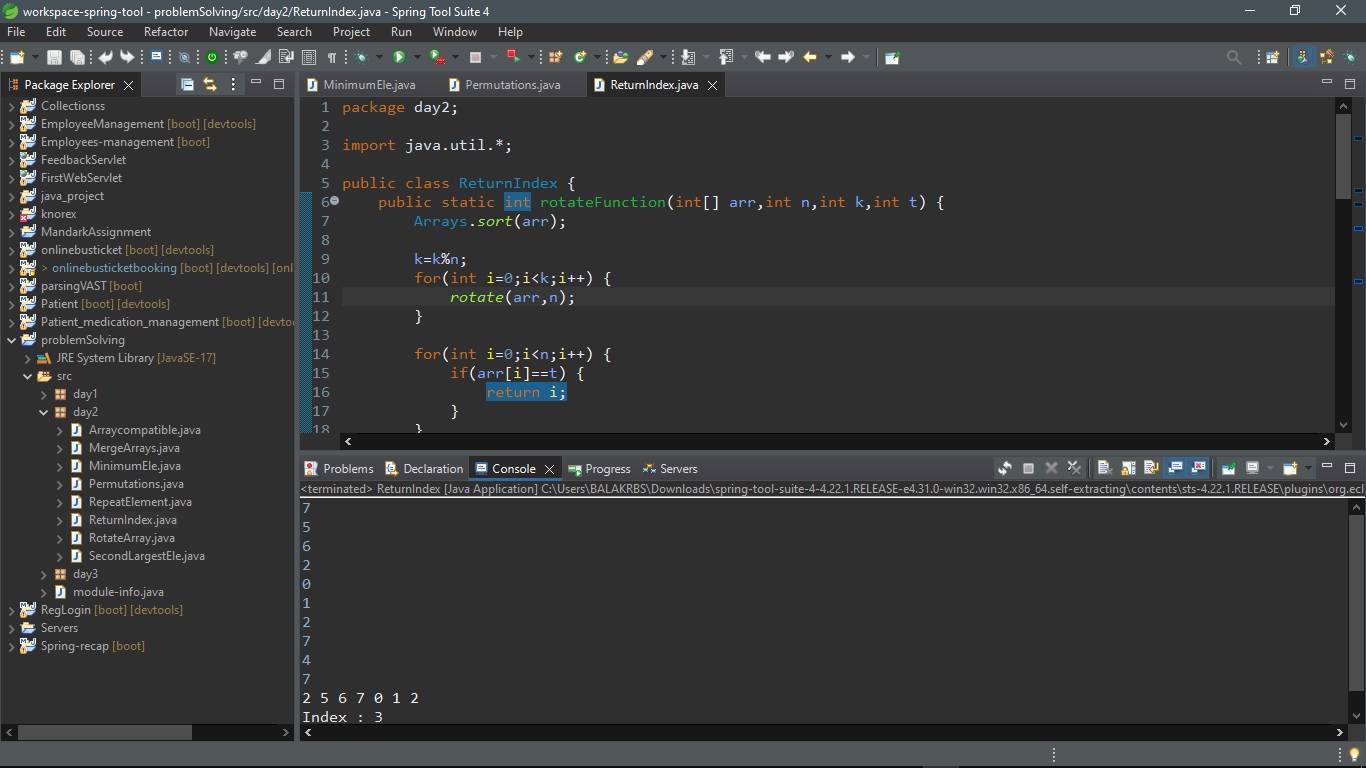 workspace-spring-tool - problemSolving/src/day2/ReturnIndex.java - Spring Tool Suite 4
File Edit Source Refactor Navigate Search Project Run Window Help
Package Explorer
Collectionss
EmployeeManagement [boot] [devtools]
Employees-management [boot]
FeedbackServlet
FirstWebServlet
java_project
knorex
MandarkAssignment
onlinebusticket [boot] [devtools]
> onlinebusticketbooking [boot] [devtools] [onl
parsingVAST [boot]
Patient [boot] [devtools]
Patient_medication_management [boot] [devto
problemSolving
JRE System Library [JavaSE-17]
src
day1
day2
Arraycompatible.java
MergeArrays.java
MinimumEle.java
Permutations.java
RepeatElement.java
ReturnIndex.java
RotateArray.java
SecondLargestEle.java
day3
module-info.java
RegLogin [boot] [devtools]
Servers
Spring-recap [boot]
MinimumEle.java Permutations.java ReturnIndex.java
1 package day2;
2
3 import java.util.*;
4
5 public class ReturnIndex {
6 public static int rotateFunction(int[] arr,int n,int k,int t) {
7 Arrays.sort(arr);
8
9 k=k%n;
10 for(int i=0;i<k;i++) {
11 rotate(arr,n);
12 }
13
14 for(int i=0;i<n;i++) {
15 if(arr[i]==t) {
16 return i;
17 }
18 }
Problems Declaration Console Progress Servers
<terminated> ReturnIndex [Java Application] C:\Users\BALAKRBS\Downloads\spring-tool-suite-4-4.22.1.RELEASE-e4.31.0-win32.win32.x86_64.self-extracting\contents\sts-4.22.1.RELEASE\plugins\org.ecl
7
5
6
2
0
1
2
7
4
7
2 5 6 7 0 1 2
Index : 3